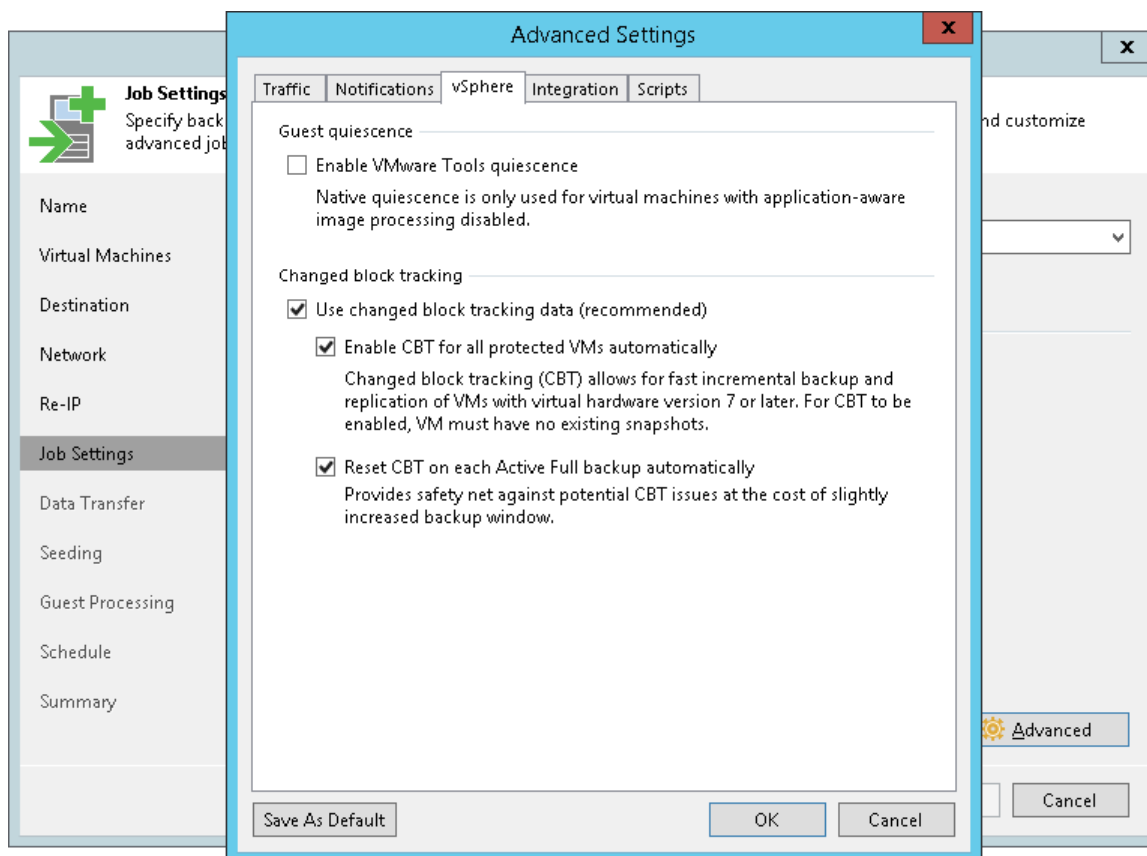 Advanced Settings
x
x
Job Settings
Specify back
advanced job
nd customize
Name
Virtual Machines
Destination
Network
Re-IP
Job Settings
Data Transfer
Seeding
Guest Processing
Schedule
Summary
Traffic
Notifications
vSphere
Integration
Scripts
Guest quiescence
Enable VMware Tools quiescence
Native quiescence is only used for virtual machines with application-aware
image processing disabled.
Changed block tracking
Use changed block tracking data (recommended)
Enable CBT for all protected VMs automatically
Changed block tracking (CBT) allows for fast incremental backup and
replication of VMs with virtual hardware version 7 or later. For CBT to be
enabled, VM must have no existing snapshots.
Reset CBT on each Active Full backup automatically
Provides safety net against potential CBT issues at the cost of slightly
increased backup window.
Advanced
Save As Default
OK
Cancel
Cancel